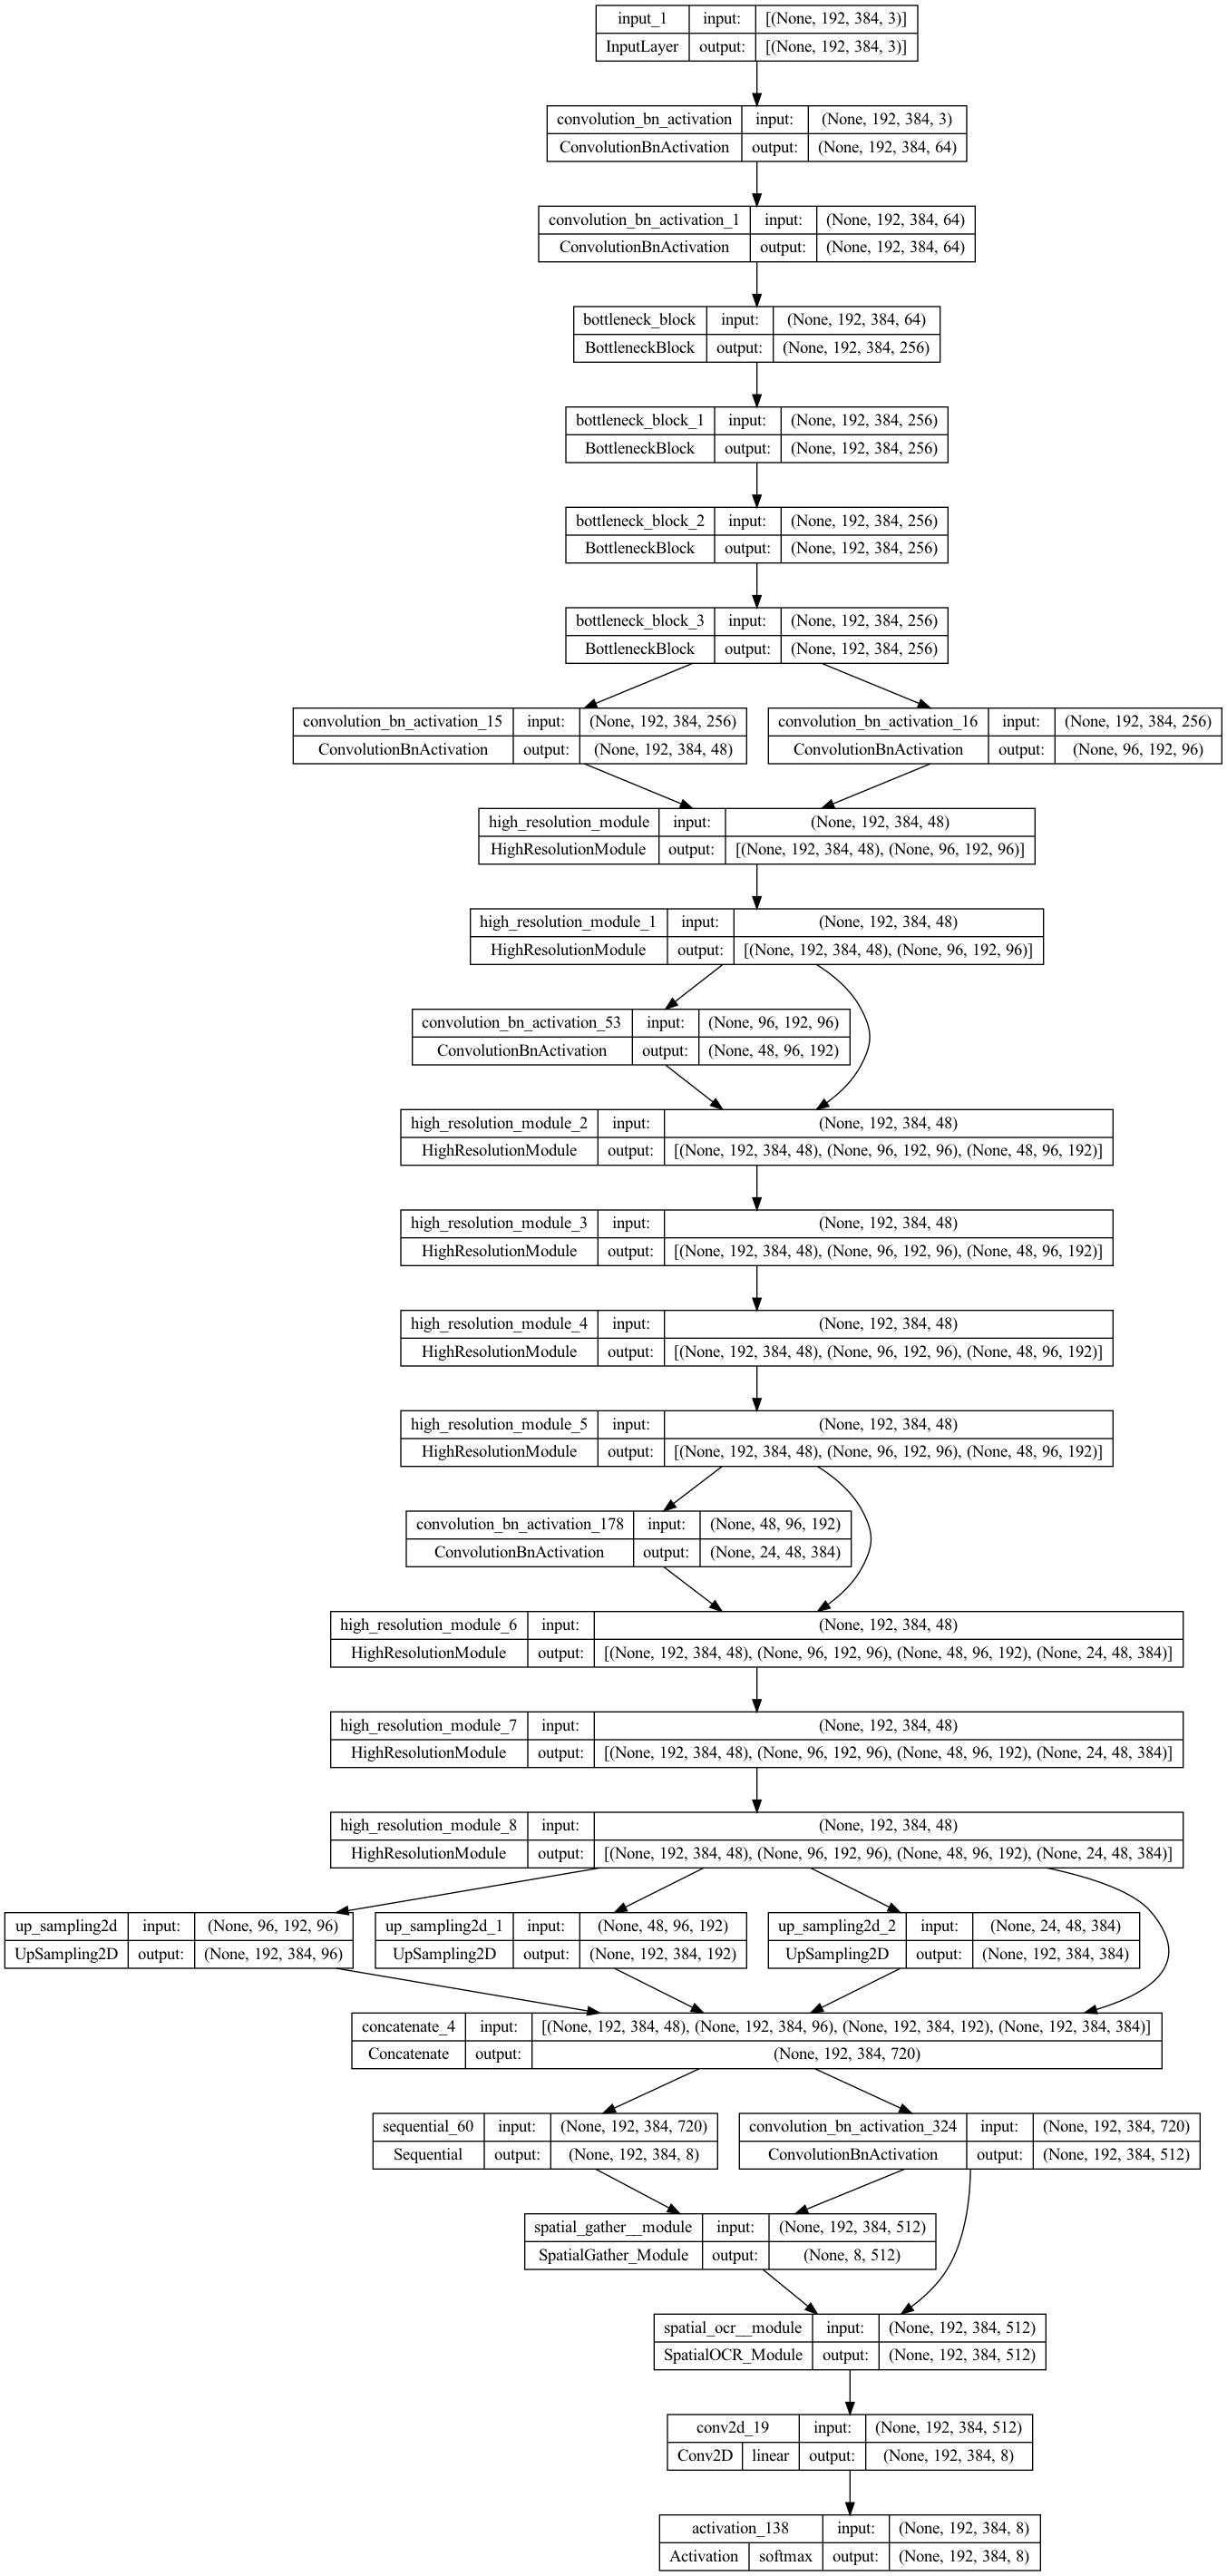 input_1 input: [(None, 192, 384, 3)]
InputLayer output: [(None, 192, 384, 3)]
convolution_bn_activation input: (None, 192, 384, 3)
ConvolutionBnActivation output: (None, 192, 384, 64)
convolution_bn_activation_1 input: (None, 192, 384, 64)
ConvolutionBnActivation output: (None, 192, 384, 64)
bottleneck_block input: (None, 192, 384, 64)
BottleneckBlock output: (None, 192, 384, 256)
bottleneck_block_1 input: (None, 192, 384, 256)
BottleneckBlock output: (None, 192, 384, 256)
bottleneck_block_2 input: (None, 192, 384, 256)
BottleneckBlock output: (None, 192, 384, 256)
bottleneck_block_3 input: (None, 192, 384, 256)
BottleneckBlock output: (None, 192, 384, 256)
convolution_bn_activation_15 input: (None, 192, 384, 256)
ConvolutionBnActivation output: (None, 192, 384, 48)
convolution_bn_activation_16 input: (None, 192, 384, 256)
ConvolutionBnActivation output: (None, 96, 192, 96)
high_resolution_module input: (None, 192, 384, 48)
HighResolutionModule output: [(None, 192, 384, 48), (None, 96, 192, 96)]
high_resolution_module_1 input: (None, 192, 384, 48)
HighResolutionModule output: [(None, 192, 384, 48), (None, 96, 192, 96)]
convolution_bn_activation_53 input: (None, 96, 192, 96)
ConvolutionBnActivation output: (None, 48, 96, 192)
high_resolution_module_2 input: (None, 192, 384, 48)
HighResolutionModule output: [(None, 192, 384, 48), (None, 96, 192, 96), (None, 48, 96, 192)]
high_resolution_module_3 input: (None, 192, 384, 48)
HighResolutionModule output: [(None, 192, 384, 48), (None, 96, 192, 96), (None, 48, 96, 192)]
high_resolution_module_4 input: (None, 192, 384, 48)
HighResolutionModule output: [(None, 192, 384, 48), (None, 96, 192, 96), (None, 48, 96, 192)]
high_resolution_module_5 input: (None, 192, 384, 48)
HighResolutionModule output: [(None, 192, 384, 48), (None, 96, 192, 96), (None, 48, 96, 192)]
convolution_bn_activation_178 input: (None, 48, 96, 192)
ConvolutionBnActivation output: (None, 24, 48, 384)
high_resolution_module_6 input: (None, 192, 384, 48)
HighResolutionModule output: [(None, 192, 384, 48), (None, 96, 192, 96), (None, 48, 96, 192), (None, 24, 48, 384)]
high_resolution_module_7 input: (None, 192, 384, 48)
HighResolutionModule output: [(None, 192, 384, 48), (None, 96, 192, 96), (None, 48, 96, 192), (None, 24, 48, 384)]
high_resolution_module_8 input: (None, 192, 384, 48)
HighResolutionModule output: [(None, 192, 384, 48), (None, 96, 192, 96), (None, 48, 96, 192), (None, 24, 48, 384)]
up_sampling2d input: (None, 96, 192, 96)
UpSampling2D output: (None, 192, 384, 96)
up_sampling2d_1 input: (None, 48, 96, 192)
UpSampling2D output: (None, 192, 384, 192)
up_sampling2d_2 input: (None, 24, 48, 384)
UpSampling2D output: (None, 192, 384, 384)
concatenate_4 input: [(None, 192, 384, 48), (None, 192, 384, 96), (None, 192, 384, 192), (None, 192, 384, 384)]
Concatenate output: (None, 192, 384, 720)
sequential_60 input: (None, 192, 384, 720)
Sequential output: (None, 192, 384, 8)
convolution_bn_activation_324 input: (None, 192, 384, 720)
ConvolutionBnActivation output: (None, 192, 384, 512)
spatial_gather__module input: (None, 192, 384, 512)
SpatialGather_Module output: (None, 8, 512)
spatial_ocr__module input: (None, 192, 384, 512)
SpatialOCR_Module output: (None, 192, 384, 512)
conv2d_19 input: (None, 192, 384, 512)
Conv2D linear output: (None, 192, 384, 8)
activation_138 input: (None, 192, 384, 8)
Activation softmax output: (None, 192, 384, 8)